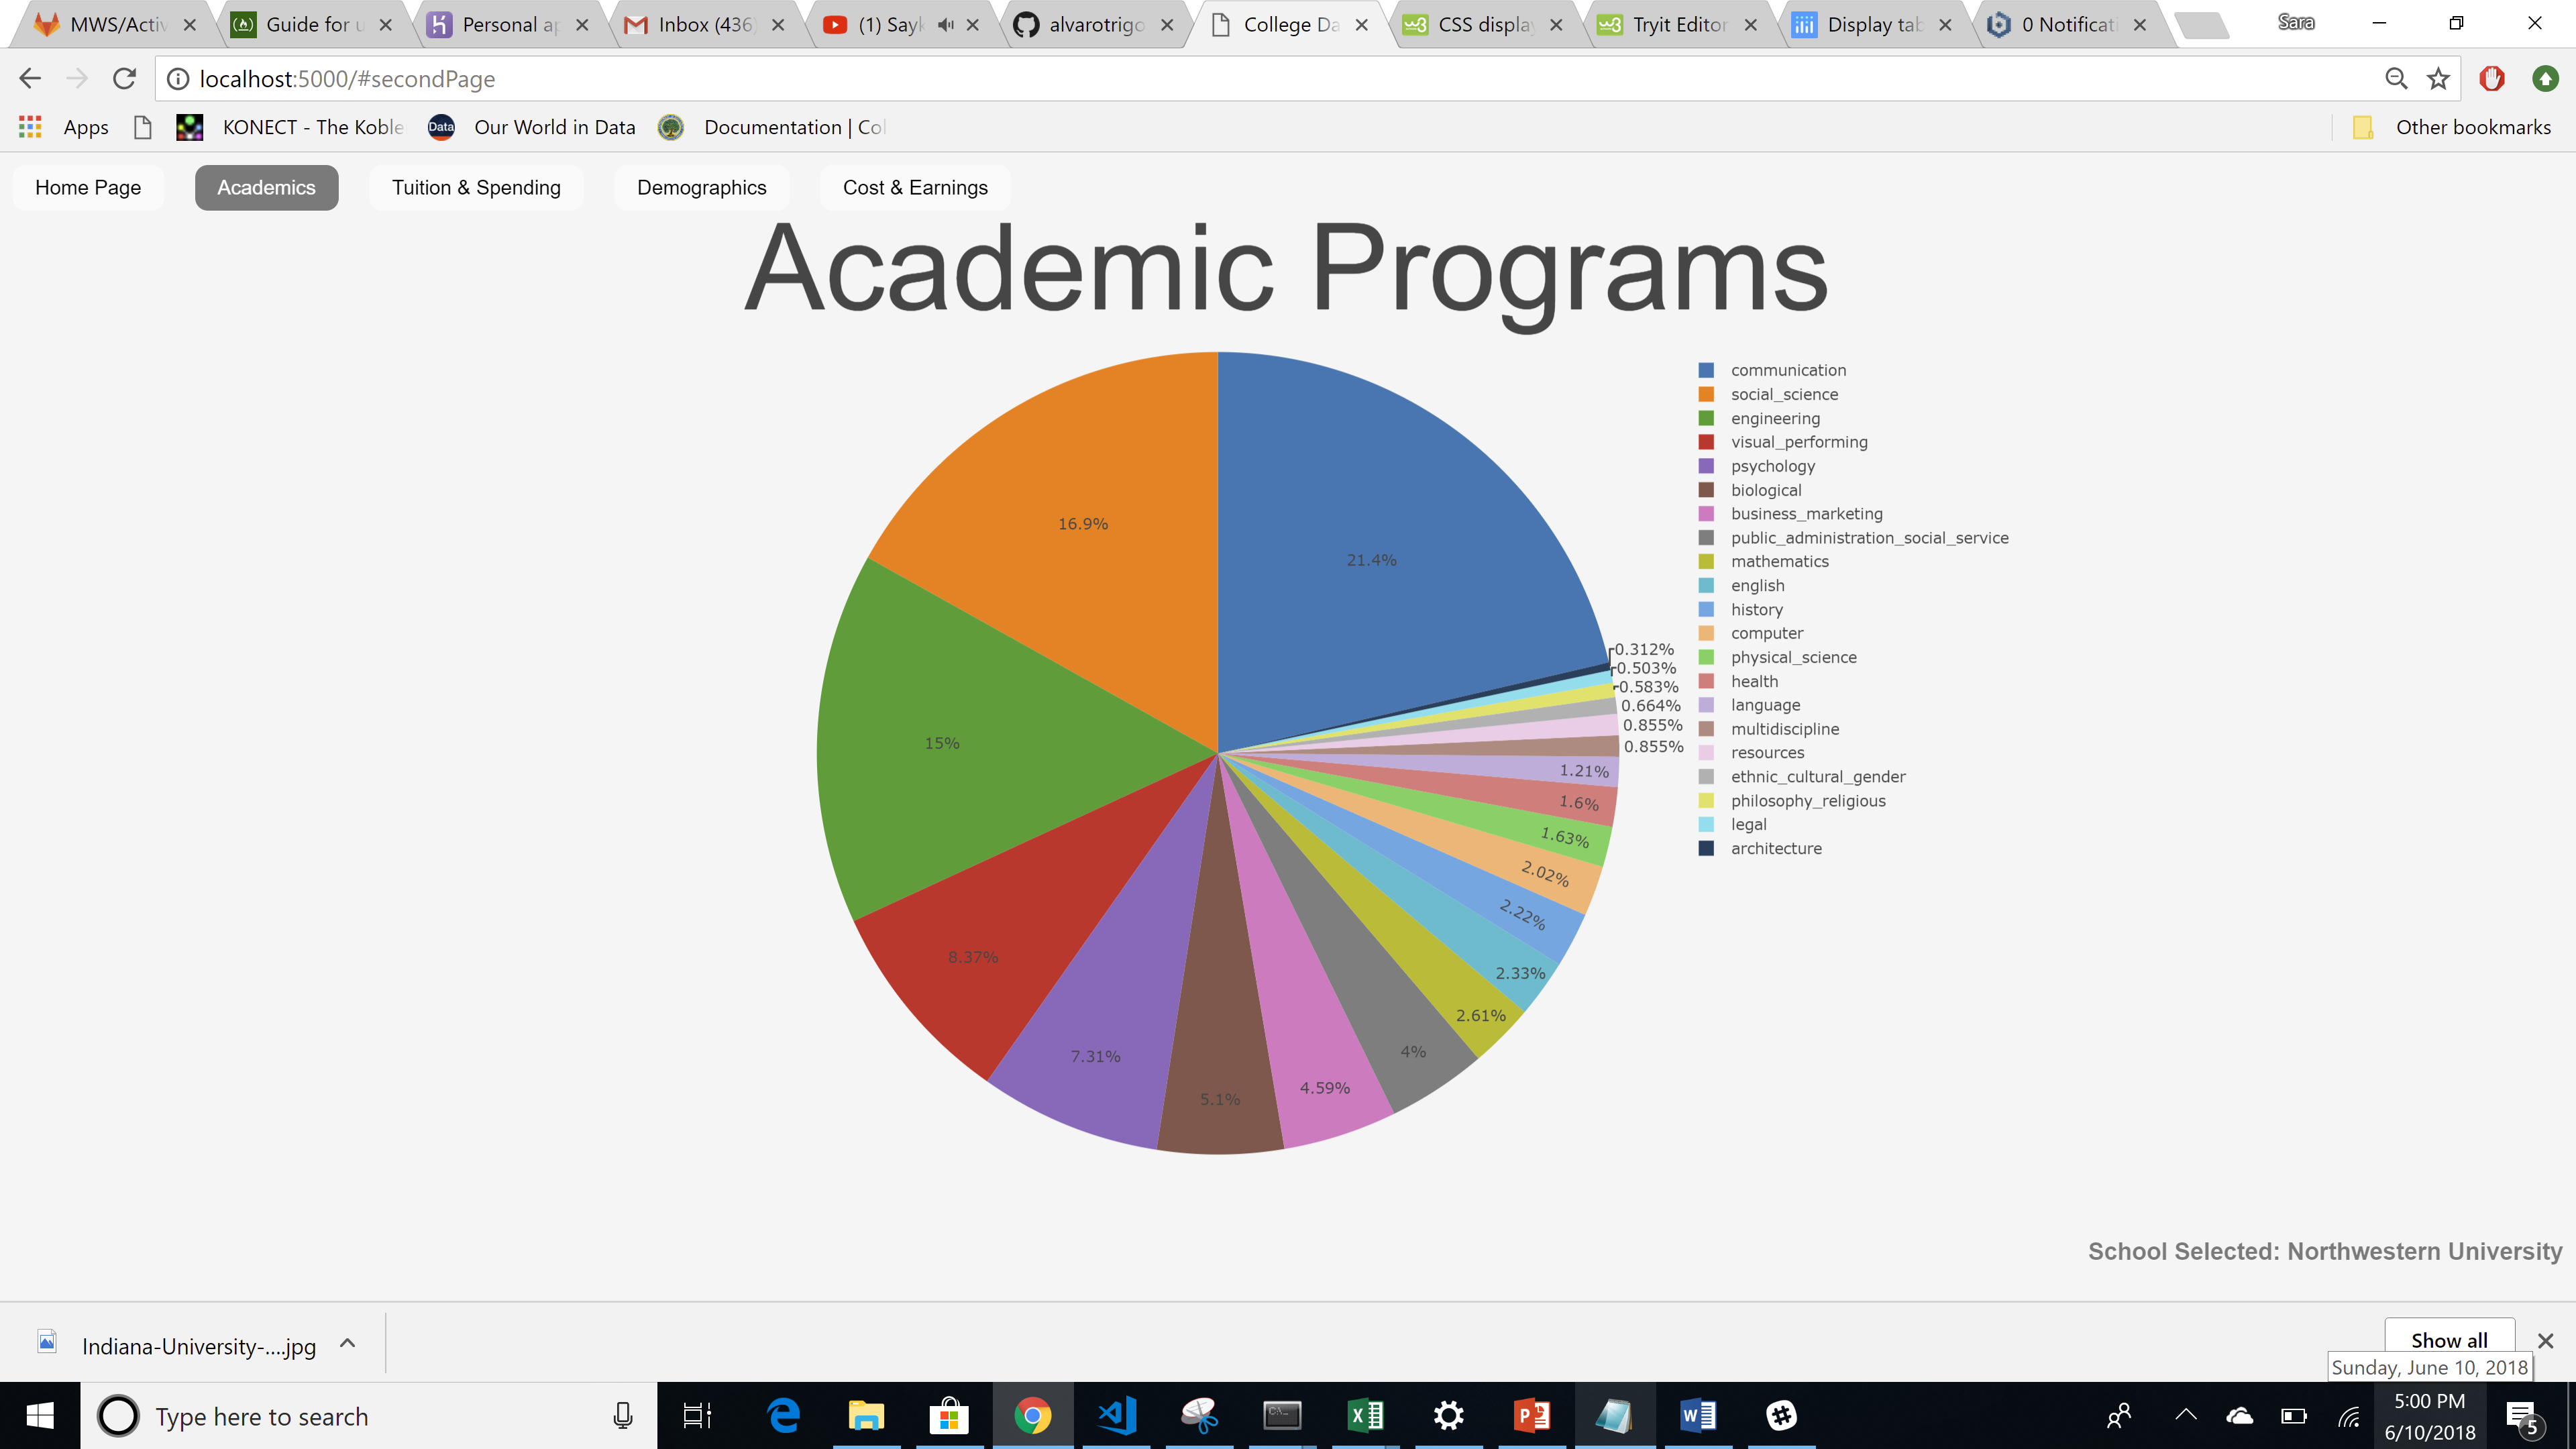 MWS/Activ
Guide for u
Personal ap
Inbox (436)
(1) Sayk
alvarotrigo
College Da
CSS display
Tryit Editor
Display tab
0 Notificati
Sara
localhost:5000/#secondPage
Apps
KONECT - The Koble
Data
Our World in Data
Documentation | Col
Other bookmarks
Home Page
Academics
Tuition & Spending
Demographics
Cost & Earnings
Academic Programs
21.4%
16.9%
15%
8.37%
7.31%
5.1%
4.59%
4%
2.61%
2.33%
2.22%
2.02%
1.63%
1.6%
1.21%
0.855%
0.855%
0.664%
0.583%
0.503%
0.312%
communication
social_science
engineering
visual_performing
psychology
biological
business_marketing
public_administration_social_service
mathematics
english
history
computer
physical_science
health
language
multidiscipline
resources
ethnic_cultural_gender
philosophy_religious
legal
architecture
School Selected: Northwestern University
Indiana-University-....jpg
Show all
Sunday, June 10, 2018
Type here to search
5:00 PM
6/10/2018
5